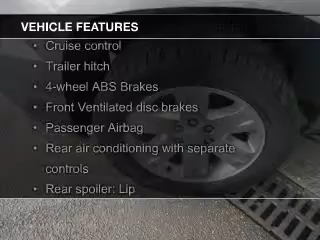 VEHICLE FEATURES
• Cruise control
• Trailer hitch
• 4-wheel ABS Brakes
• Front Ventilated disc brakes
• Passenger Airbag
• Rear air conditioning with separate
controls
• Rear spoiler: Lip